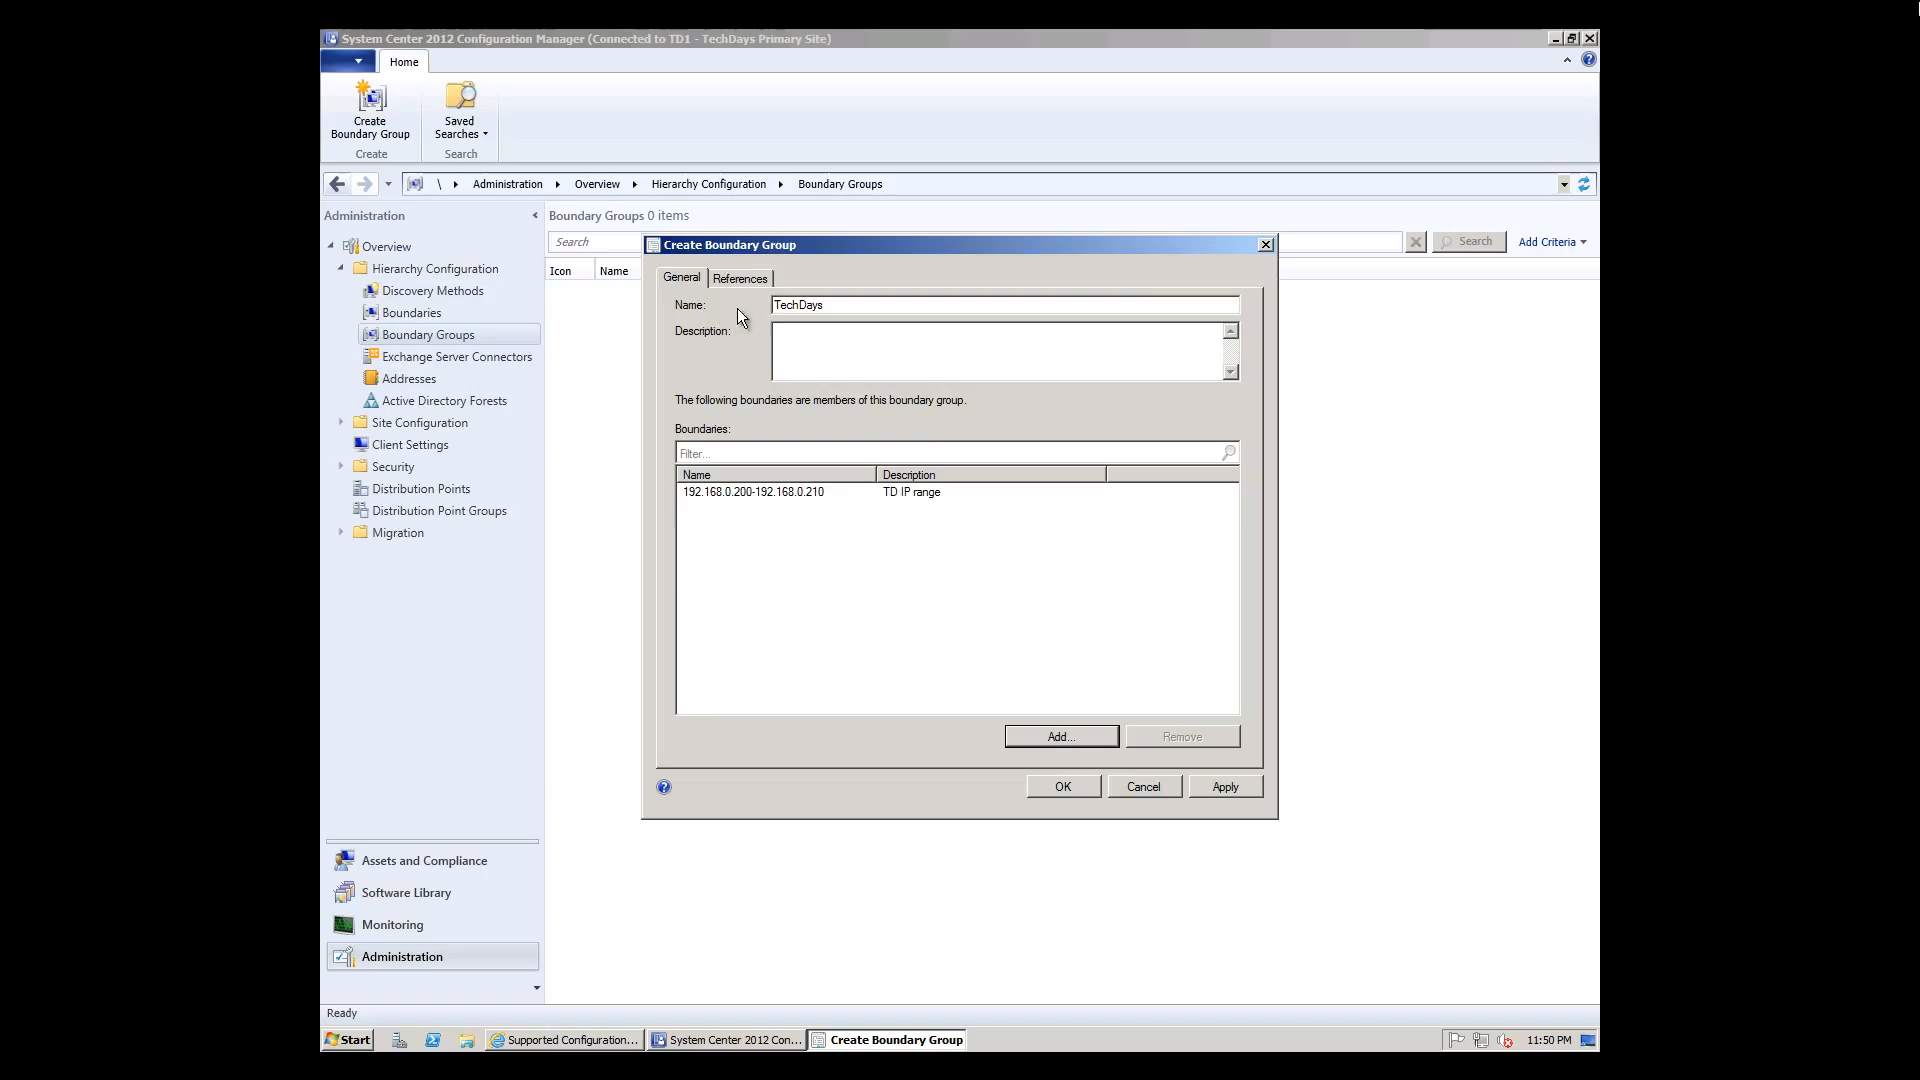 System Center 2012 Configuration Manager (Connected to TD1 - TechDays Primary Site)
Home
Create
Boundary Group
Saved
Searches
Create
Search
\ Administration Overview Hierarchy Configuration Boundary Groups
Administration
Overview
Hierarchy Configuration
Discovery Methods
Boundaries
Boundary Groups
Exchange Server Connectors
Addresses
Active Directory Forests
Site Configuration
Client Settings
Security
Distribution Points
Distribution Point Groups
Migration
Assets and Compliance
Software Library
Monitoring
Administration
Boundary Groups 0 items
Search
Search
Add Criteria
Icon Name
Create Boundary Group
General References
Name: TechDays
Description:
The following boundaries are members of this boundary group.
Boundaries:
Filter...
Name Description
192.168.0.200-192.168.0.210 TD IP range
Add... Remove
OK Cancel Apply
Ready
Start Supported Configuration... System Center 2012 Con... Create Boundary Group 11:50 PM